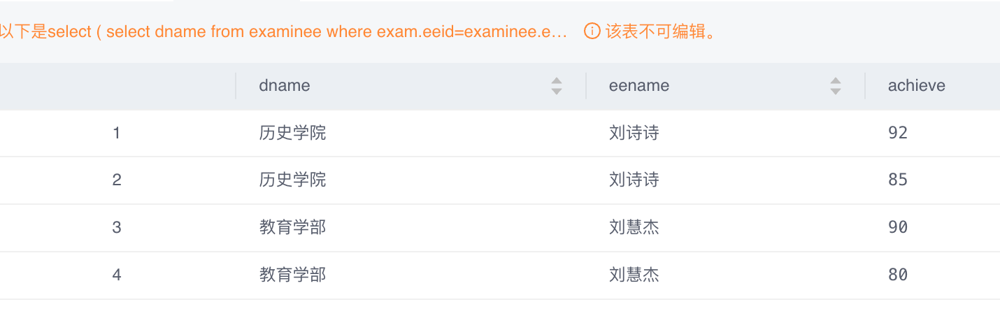 以下是select ( select dname from examinee where exam.eeid=examinee.e… 该表不可编辑。
dname eename achieve
1 历史学院 刘诗诗 92
2 历史学院 刘诗诗 85
3 教育学部 刘慧杰 90
4 教育学部 刘慧杰 80